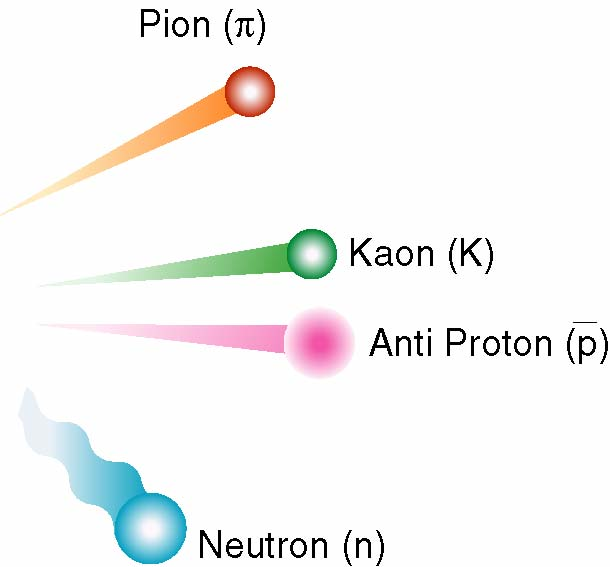 Pion (π)
Kaon (K)
Anti Proton (p̅)
Neutron (n)